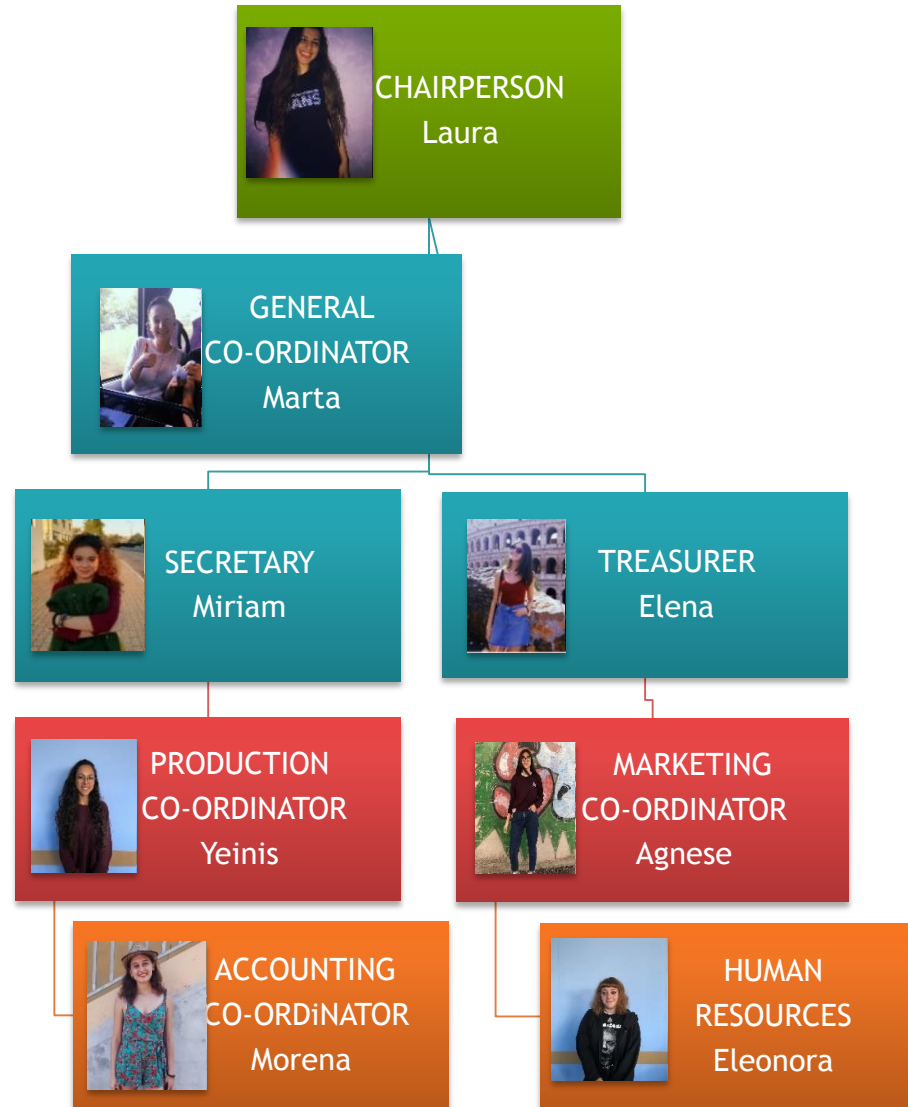 CHAIRPERSON
Laura
GENERAL
CO-ORDINATOR
Marta
SECRETARY
Miriam
TREASURER
Elena
PRODUCTION
CO-ORDINATOR
Yeinis
MARKETING
CO-ORDINATOR
Agnese
ACCOUNTING
CO-ORDiNATOR
Morena
HUMAN
RESOURCES
Eleonora